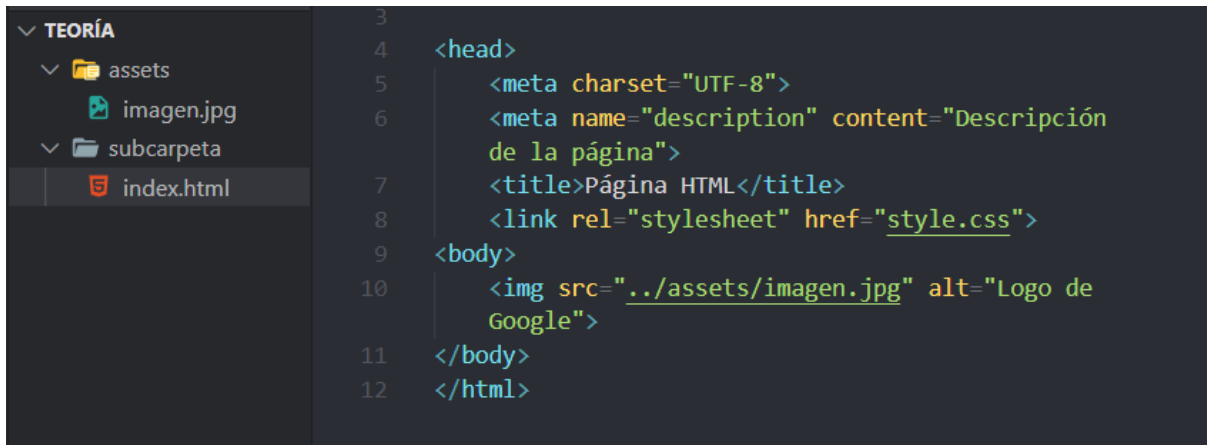 TEORÍA
assets
imagen.jpg
subcarpeta
index.html
3
4 <head>
5 <meta charset="UTF-8">
6 <meta name="description" content="Descripción
de la página">
7 <title>Página HTML</title>
8 <link rel="stylesheet" href="style.css">
9 <body>
10 <img src="../assets/imagen.jpg" alt="Logo de
Google">
11 </body>
12 </html>